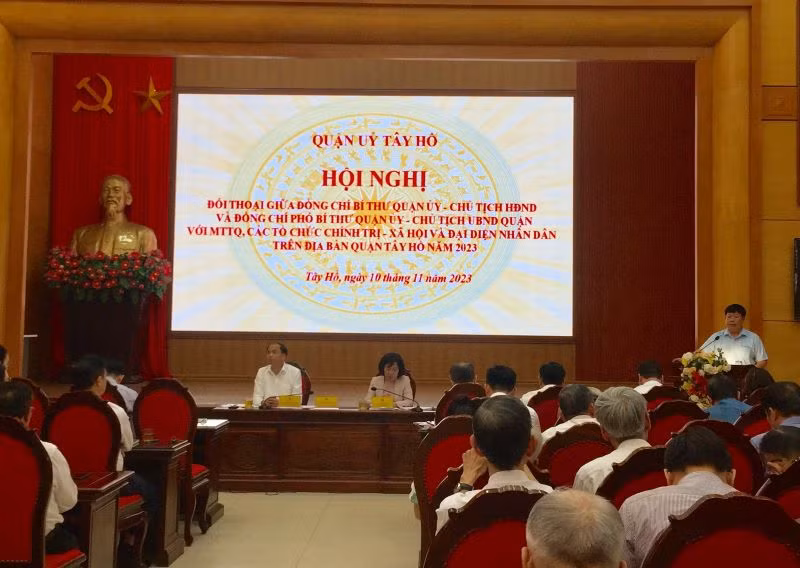 QUẬN UỶ TÂY HỒ
HỘI NGHỊ
ĐỐI THOẠI GIỮA ĐỒNG CHÍ BÍ THƯ QUẬN ỦY - CHỦ TỊCH HĐND
VÀ ĐỒNG CHÍ PHÓ BÍ THƯ QUẬN ỦY - CHỦ TỊCH UBND QUẬN
VỚI MTTQ, CÁC TỔ CHỨC CHÍNH TRỊ - XÃ HỘI VÀ ĐẠI DIỆN NHÂN DÂN
TRÊN ĐỊA BÀN QUẬN TÂY HỒ NĂM 2023
Tây Hồ, ngày 10 tháng 11 năm 2023